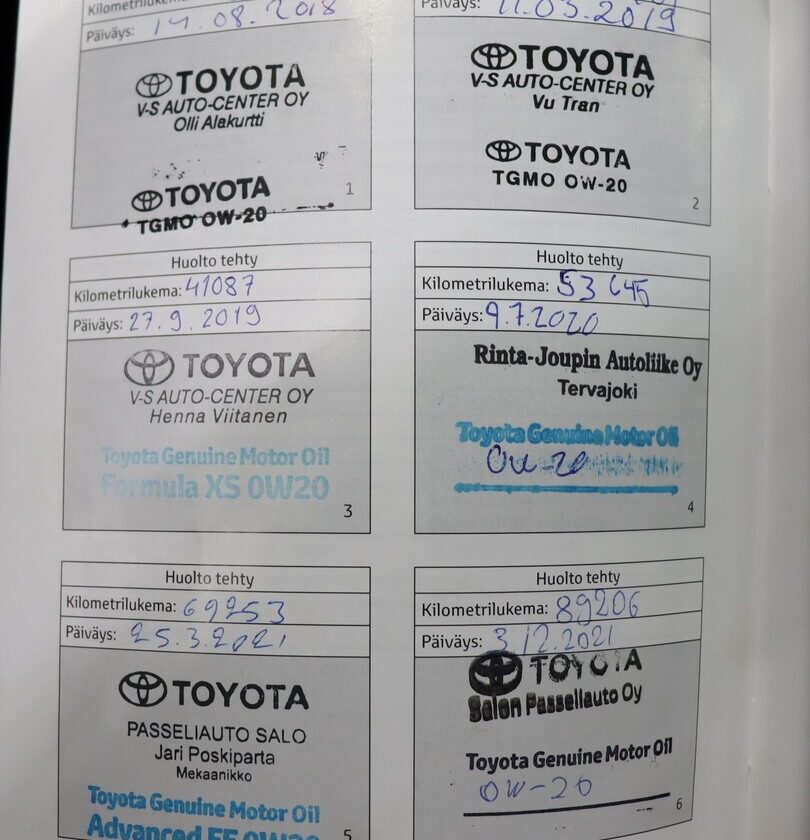 Päiväys: 14.08.2018
TOYOTA
V-S AUTO-CENTER OY
Olli Alakurtti
TOYOTA
TGMO 0W-20
1
Päiväys: 11.03.2019
TOYOTA
V-S AUTO-CENTER OY
Vu Tran
TOYOTA
TGMO 0W-20
2
Huolto tehty
Kilometrilukema: 41087
Päiväys: 27.9.2019
TOYOTA
V-S AUTO-CENTER OY
Henna Viitanen
Toyota Genuine Motor Oil
Formula XS 0W20
3
Huolto tehty
Kilometrilukema: 53645
Päiväys: 9.7.2020
Rinta-Joupin Autoliike Oy
Tervajoki
Toyota Genuine Motor Oil
0W-20
4
Huolto tehty
Kilometrilukema: 69253
Päiväys: 25.3.2021
TOYOTA
PASSELIAUTO SALO
Jari Poskiparta
Mekaanikko
Toyota Genuine Motor Oil
Advanced FE 0W20
5
Huolto tehty
Kilometrilukema: 89206
Päiväys: 3.12.2021
TOYOTA
Salon Passeliauto Oy
Toyota Genuine Motor Oil
0W-20
6